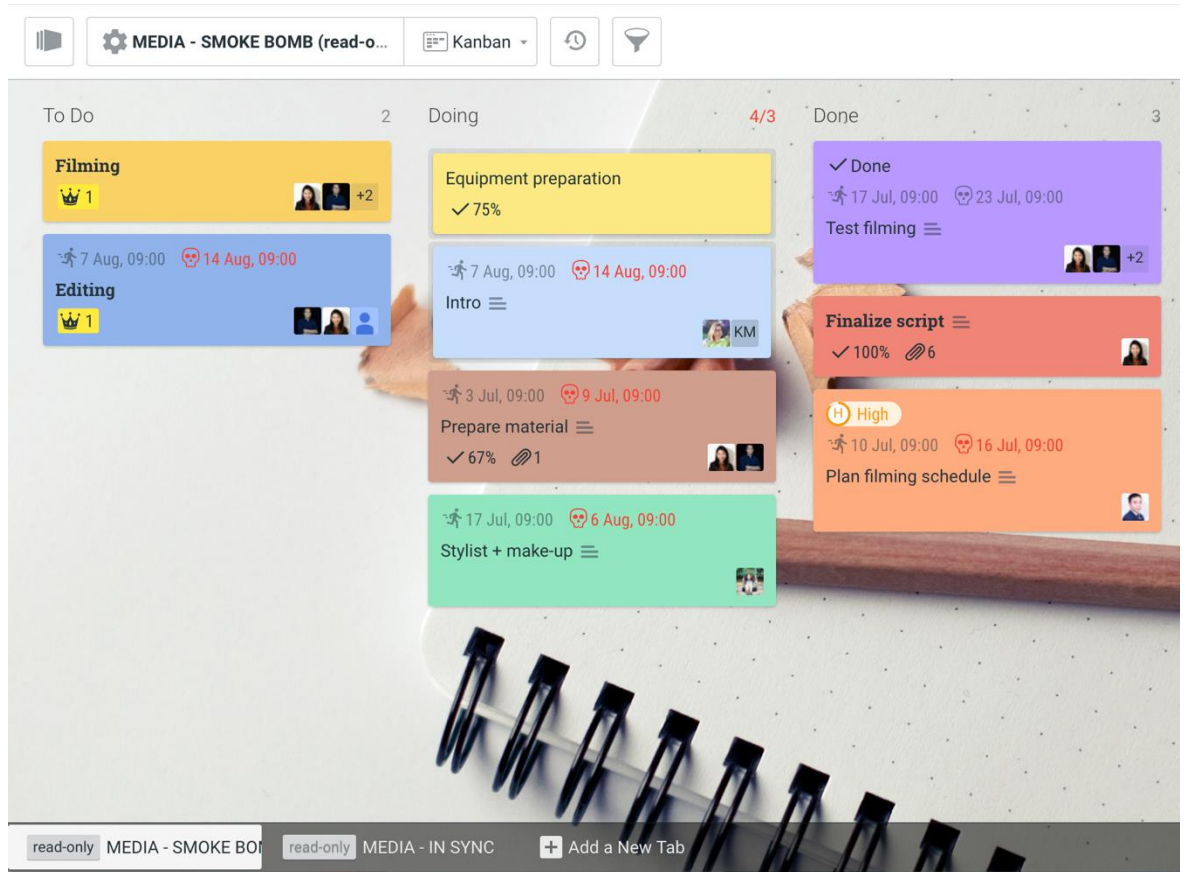 MEDIA - SMOKE BOMB (read-o...
Kanban
To Do 2
Filming
1
+2
7 Aug, 09:00 14 Aug, 09:00
Editing
1
Doing 4/3
Equipment preparation
75%
7 Aug, 09:00 14 Aug, 09:00
Intro
KM
3 Jul, 09:00 9 Jul, 09:00
Prepare material
67% 1
17 Jul, 09:00 6 Aug, 09:00
Stylist + make-up
Done 3
Done
17 Jul, 09:00 23 Jul, 09:00
Test filming
+2
Finalize script
100% 6
H High
10 Jul, 09:00 16 Jul, 09:00
Plan filming schedule
read-only MEDIA - SMOKE BO
read-only MEDIA - IN SYNC
Add a New Tab